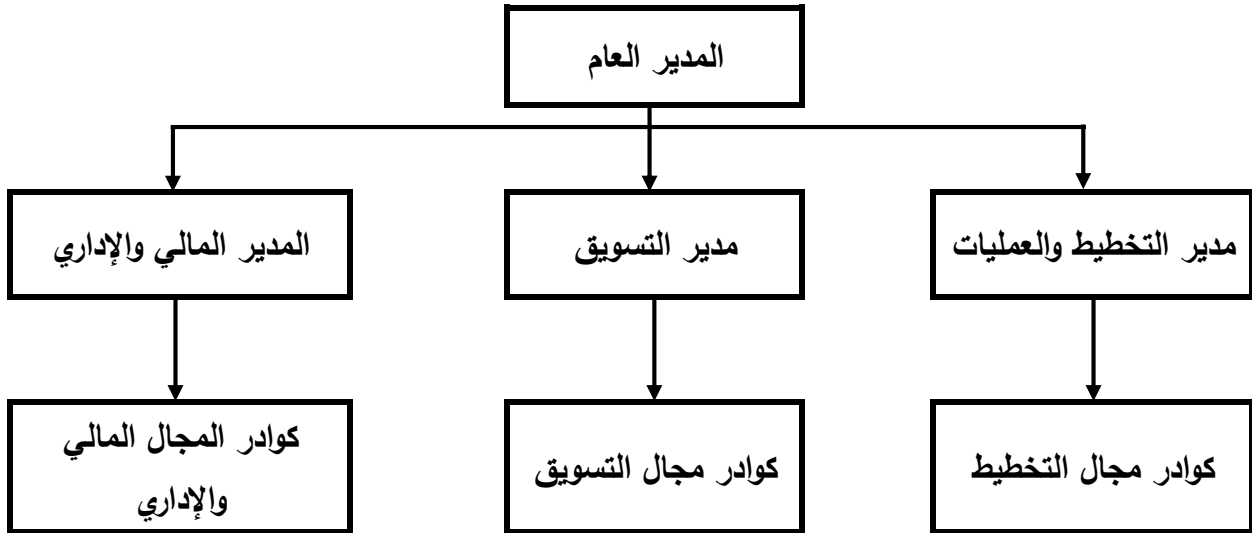 المدير العام
مدير التخطيط والعمليات
مدير التسويق
المدير المالي والإداري
كوادر مجال التخطيط
كوادر مجال التسويق
كوادر المجال المالي
والإداري